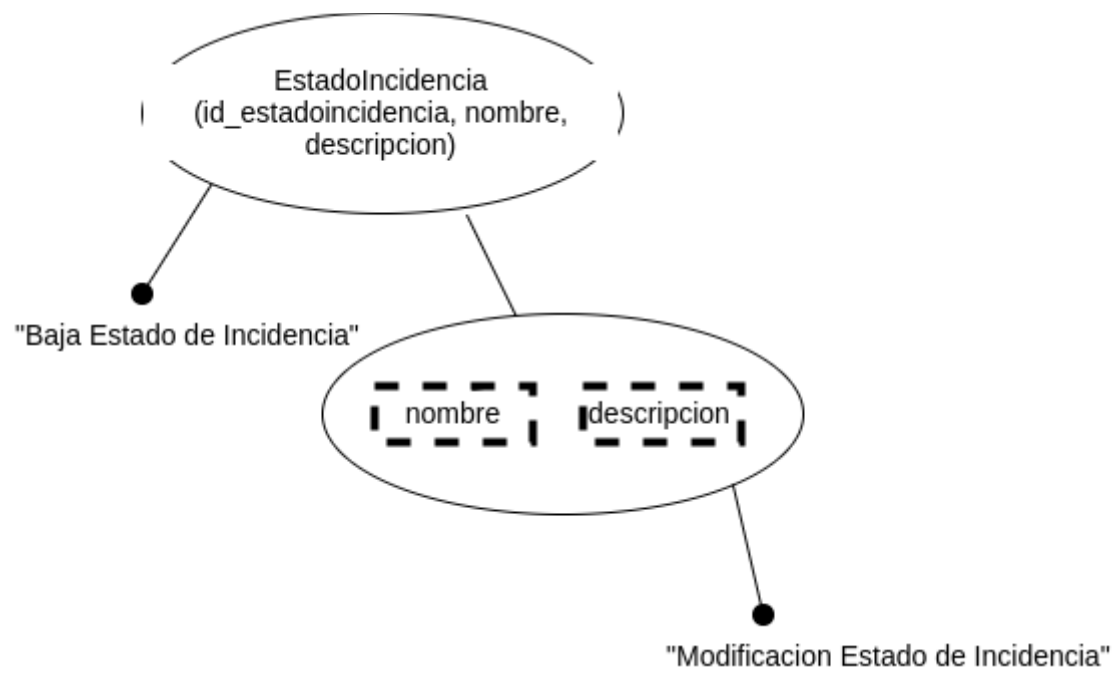 EstadoIncidencia
(id_estadoincidencia, nombre,
descripcion)
"Baja Estado de Incidencia"
nombre
descripcion
"Modificacion Estado de Incidencia"